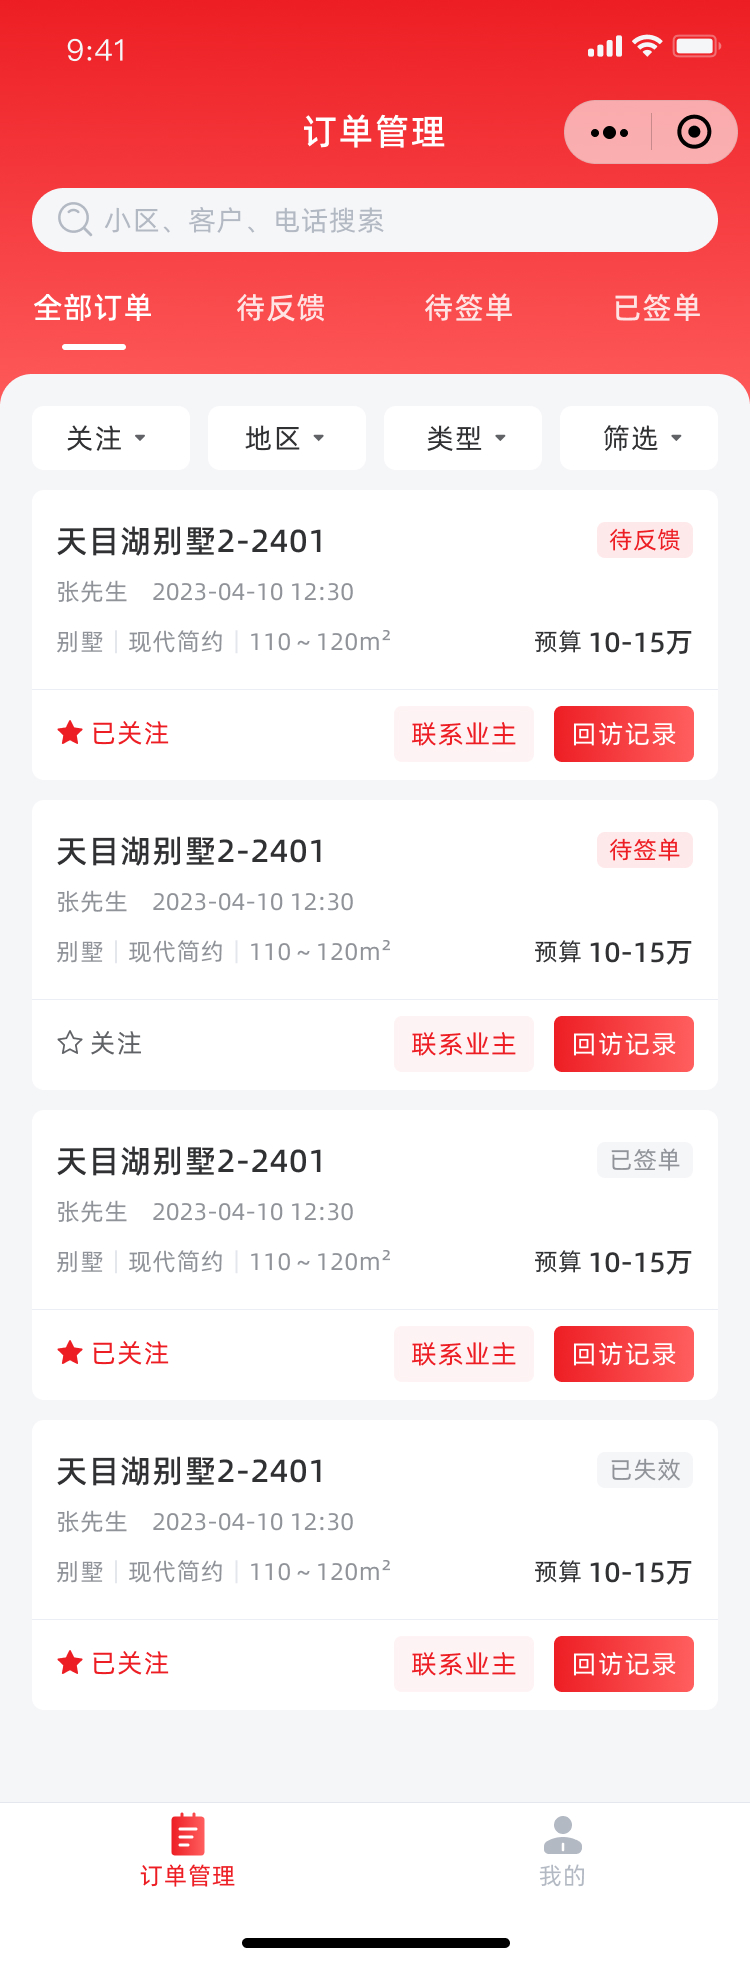 9:41
订单管理
小区、客户、电话搜索
全部订单 待反馈 待签单 已签单
关注 地区 类型 筛选
天目湖别墅2-2401 待反馈
张先生 2023-04-10 12:30
别墅 现代简约 110～120m² 预算 10-15万
已关注 联系业主 回访记录
天目湖别墅2-2401 待签单
张先生 2023-04-10 12:30
别墅 现代简约 110～120m² 预算 10-15万
关注 联系业主 回访记录
天目湖别墅2-2401 已签单
张先生 2023-04-10 12:30
别墅 现代简约 110～120m² 预算 10-15万
已关注 联系业主 回访记录
天目湖别墅2-2401 已失效
张先生 2023-04-10 12:30
别墅 现代简约 110～120m² 预算 10-15万
已关注 联系业主 回访记录
订单管理 我的